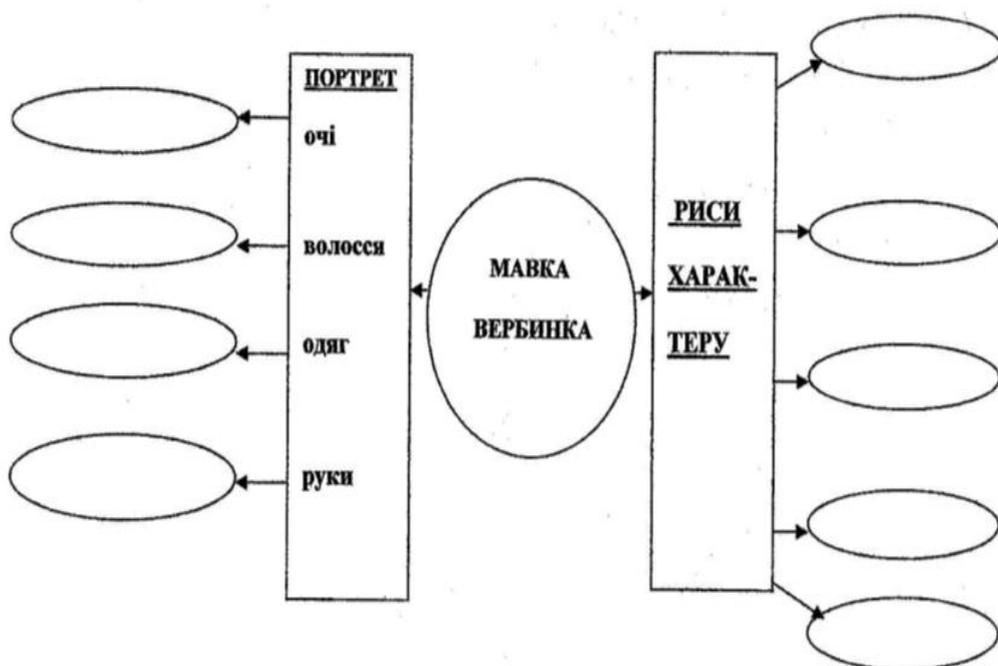 ПОРТРЕТ
очі
волосся
одяг
руки
МАВКА
ВЕРБИНКА
РИСИ
ХАРАК-
ТЕРУ